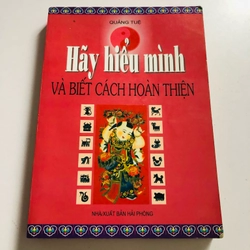 QUẢNG TUỆ
Hãy hiểu mình
VÀ BIẾT CÁCH HOÀN THIỆN
NHÀ XUẤT BẢN HẢI PHÒNG